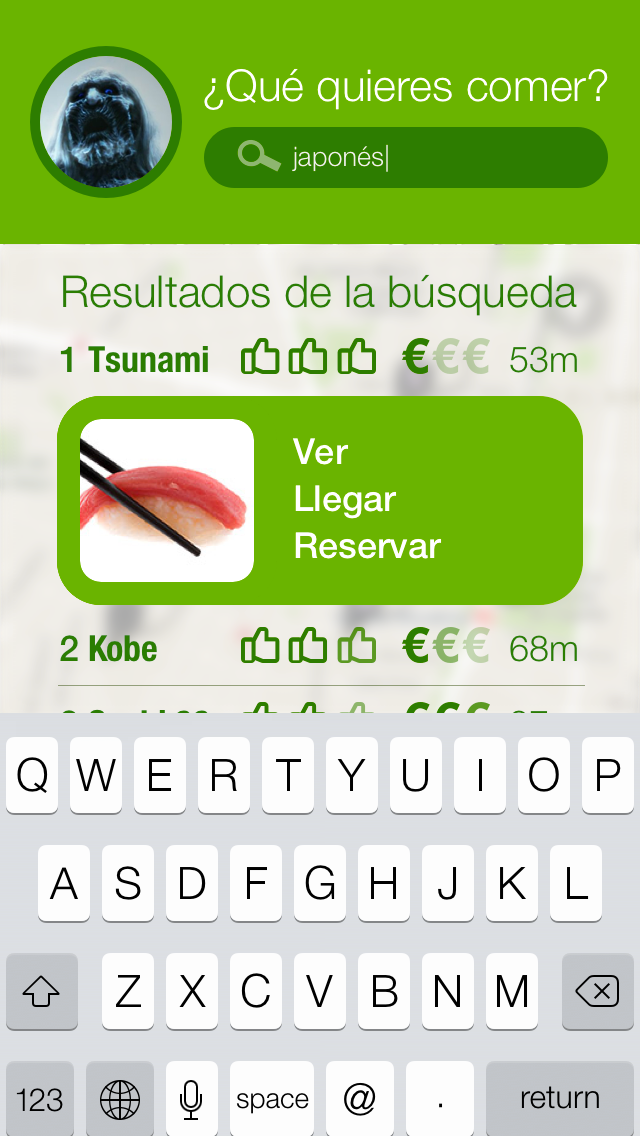 ¿Qué quieres comer?
japonés
Resultados de la búsqueda
1 Tsunami €€€ 53m
Ver
Llegar
Reservar
2 Kobe €€€ 68m
Q W E R T Y U I O P
A S D F G H J K L
Z X C V B N M
123 space @ . return